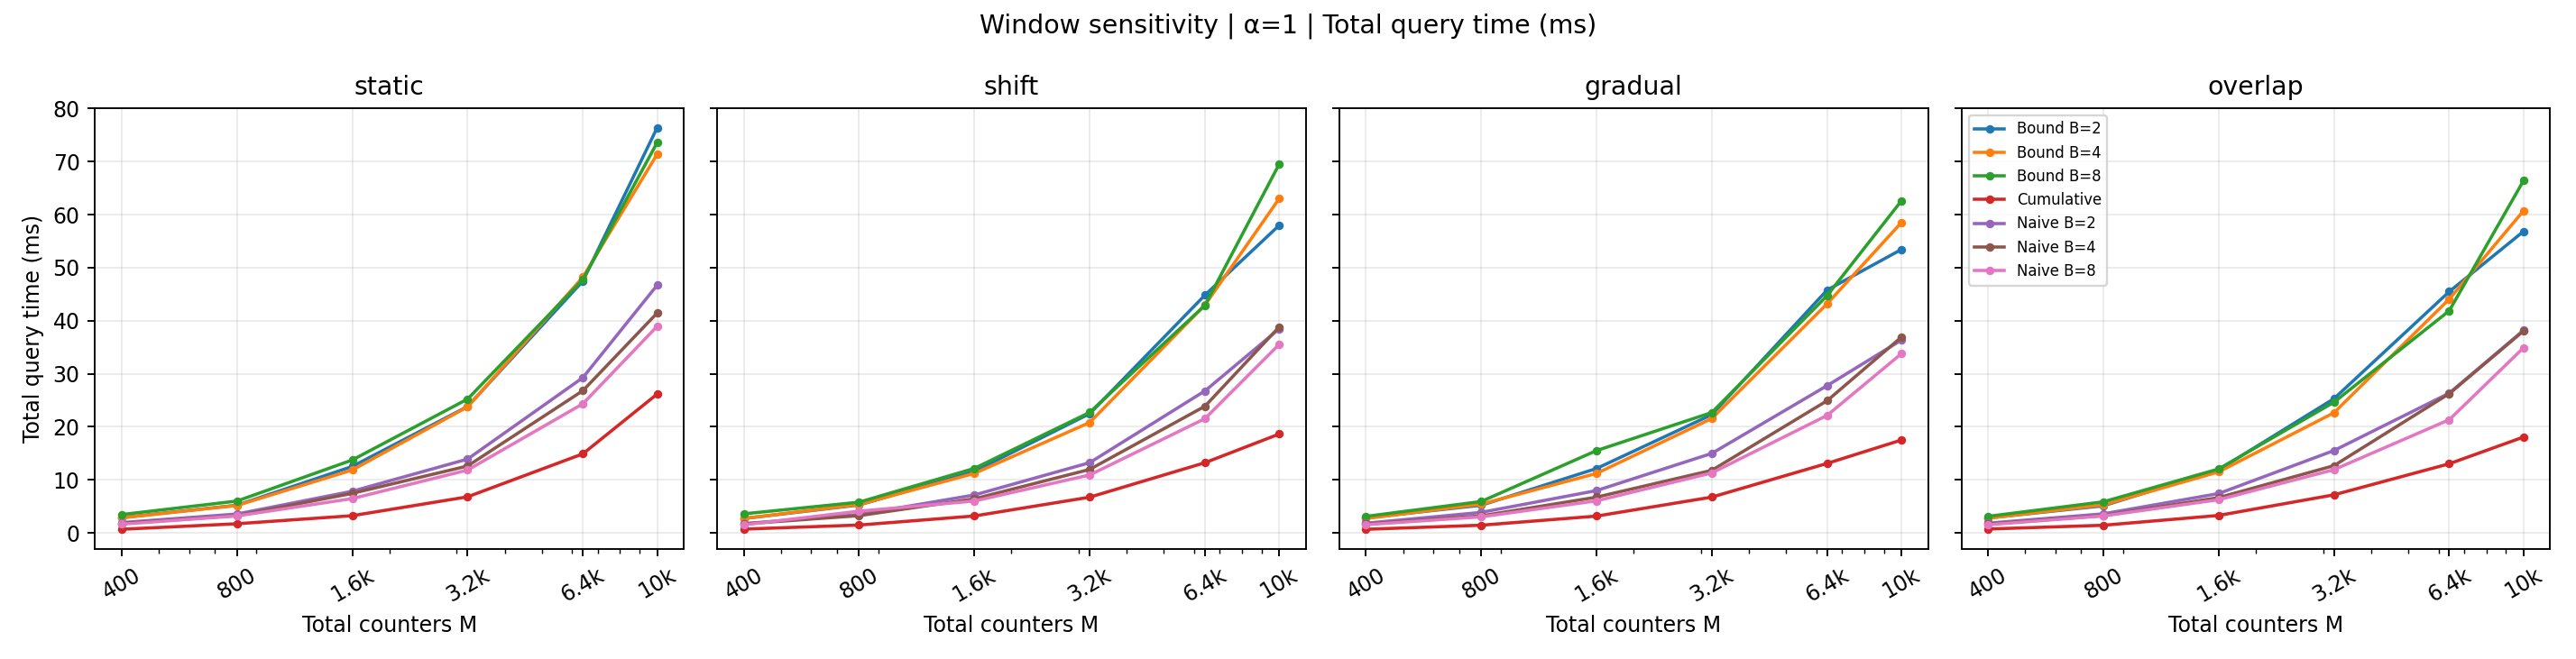 Window sensitivity | α=1 | Total query time (ms)
static
shift
gradual
overlap
Total query time (ms)
80
70
60
50
40
30
20
10
0
Bound B=2
Bound B=4
Bound B=8
Cumulative
Naive B=2
Naive B=4
Naive B=8
400 800 1.6k 3.2k 6.4k 10k
400 800 1.6k 3.2k 6.4k 10k
400 800 1.6k 3.2k 6.4k 10k
400 800 1.6k 3.2k 6.4k 10k
Total counters M
Total counters M
Total counters M
Total counters M